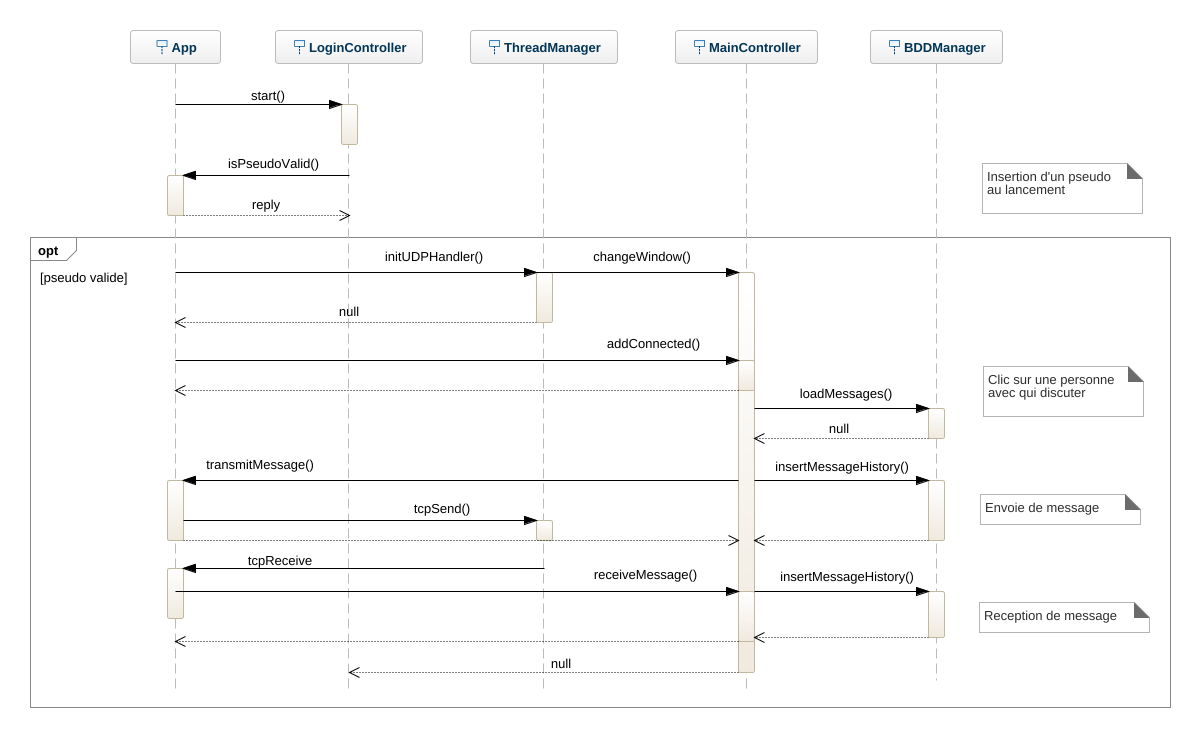 App
LoginController
ThreadManager
MainController
BDDManager
start()
isPseudoValid()
Insertion d'un pseudo
au lancement
reply
opt
initUDPHandler()
changeWindow()
[pseudo valide]
null
addConnected()
Clic sur une personne
avec qui discuter
loadMessages()
null
transmitMessage()
insertMessageHistory()
tcpSend()
Envoie de message
tcpReceive
receiveMessage()
insertMessageHistory()
Reception de message
null